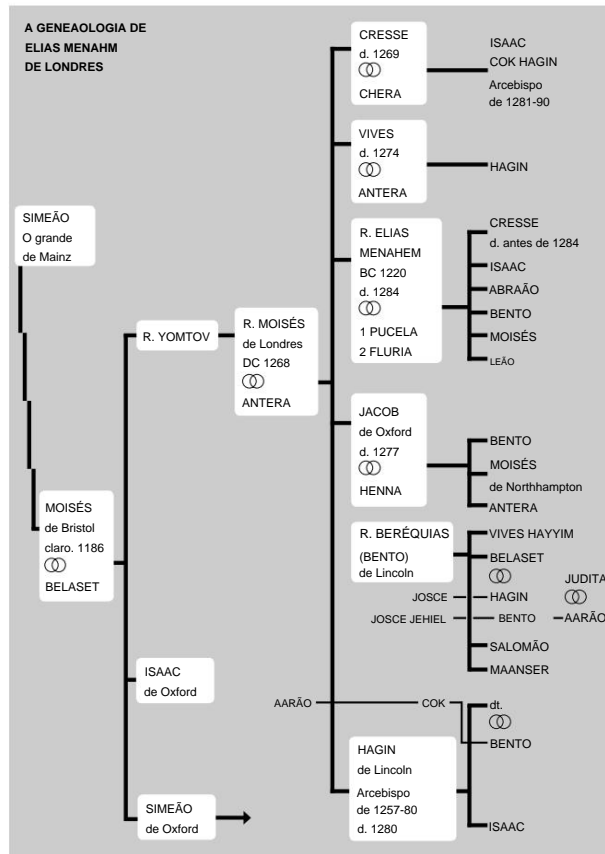 A GENEAOLOGIA DE
ELIAS MENAHM
DE LONDRES
SIMEÃO
O grande
de Mainz
MOISÉS
de Bristol
claro. 1186
BELASET
R. YOMTOV
ISAAC
de Oxford
SIMEÃO
de Oxford
R. MOISÉS
de Londres
DC 1268
ANTERA
CRESSE
d. 1269
CHERA
ISAAC
COK HAGIN
Arcebispo
de 1281-90
VIVES
d. 1274
ANTERA
HAGIN
R. ELIAS
MENAHEM
BC 1220
d. 1284
1 PUCELA
2 FLURIA
CRESSE
d. antes de 1284
ISAAC
ABRAÃO
BENTO
MOISÉS
LEÃO
JACOB
de Oxford
d. 1277
HENNA
BENTO
MOISÉS
de Northhampton
ANTERA
R. BERÉQUIAS
(BENTO)
de Lincoln
VIVES HAYYIM
BELASET
JUDITA
JOSCE HAGIN
JOSCE JEHIEL BENTO AARÃO
SALOMÃO
MAANSER
AARÃO COK dt.
BENTO
HAGIN
de Lincoln
Arcebispo
de 1257-80
d. 1280
ISAAC